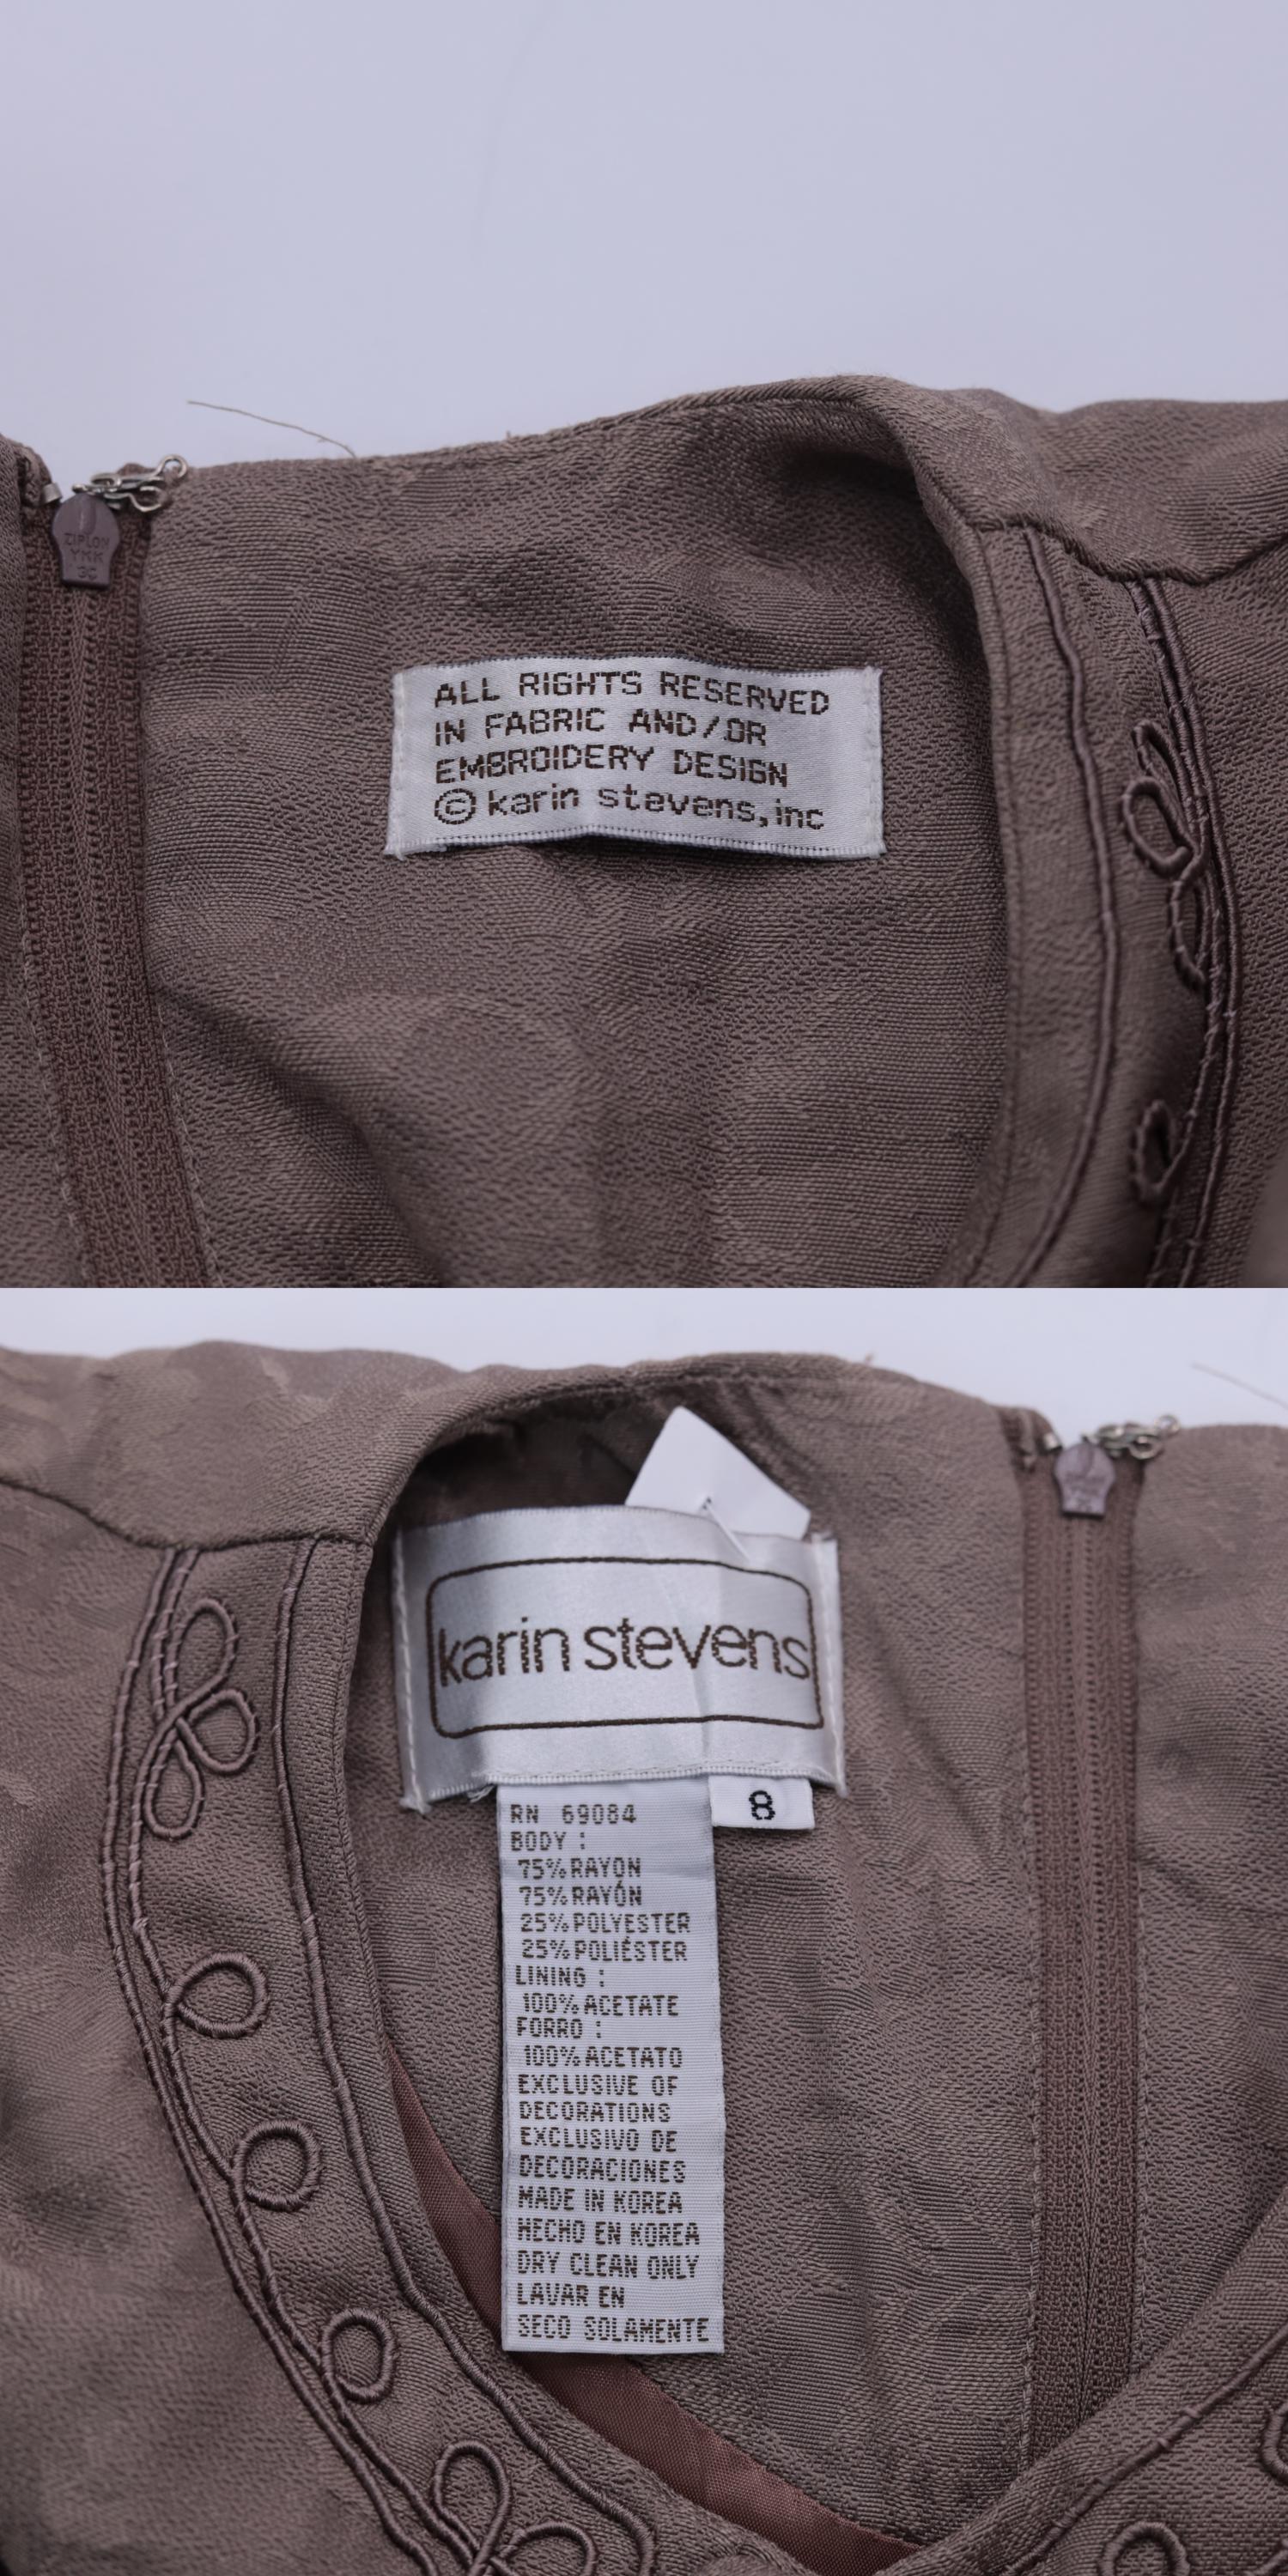 ZIPLON
YKK
ALL RIGHTS RESERVED
IN FABRIC AND/OR
EMBROIDERY DESIGN
© karin stevens, inc
karin stevens
8
RN 69084
BODY :
75% RAYON
75% RAYÓN
25% POLYESTER
25% POLIÉSTER
LINING :
100% ACETATE
FORRO :
100% ACETATO
EXCLUSIVE OF
DECORATIONS
EXCLUSIVO DE
DECORACIONES
MADE IN KOREA
HECHO EN KOREA
DRY CLEAN ONLY
LAVAR EN
SECO SOLAMENTE